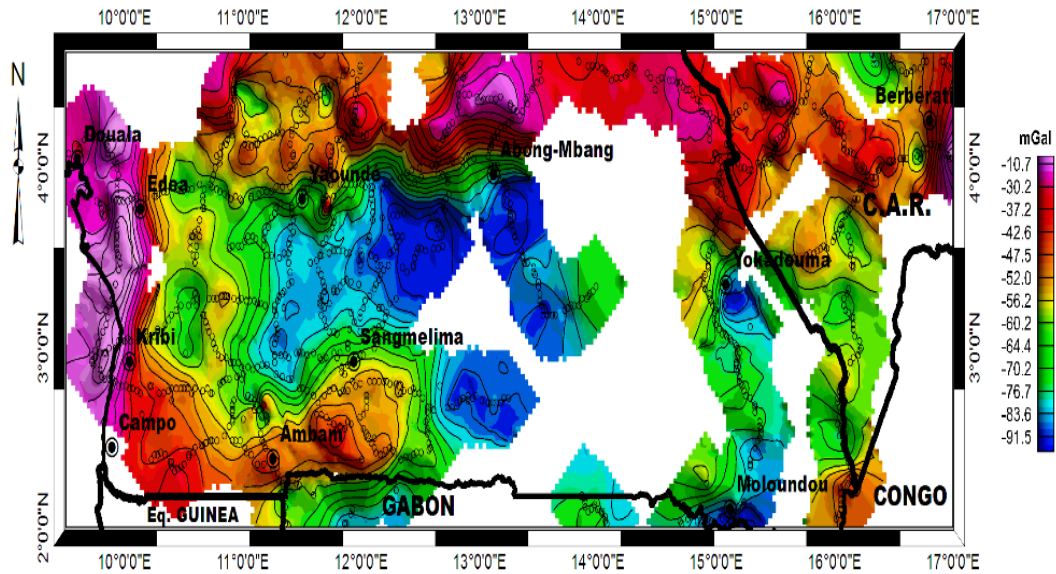 10°0'0"E 11°0'0"E 12°0'0"E 13°0'0"E 14°0'0"E 15°0'0"E 16°0'0"E 17°0'0"E
N
Berbérati
mGal
Douala
Abong-Mbang
4°0'0"N
4°0'0"N
-10.7
Yaounde
-30.2
Edea
-37.2
C.A.R.
-42.6
-47.5
Yokadouma
-52.0
-56.2
-60.2
Kribi
Sangmelima
3°0'0"N
3°0'0"N
-64.4
-70.2
-76.7
-83.6
Campo
Ambam
-91.5
Moloundou
GABON
CONGO
Eq. GUINEA
2°0'0"N
2°0'0"N
10°0'0"E 11°0'0"E 12°0'0"E 13°0'0"E 14°0'0"E 15°0'0"E 16°0'0"E 17°0'0"E